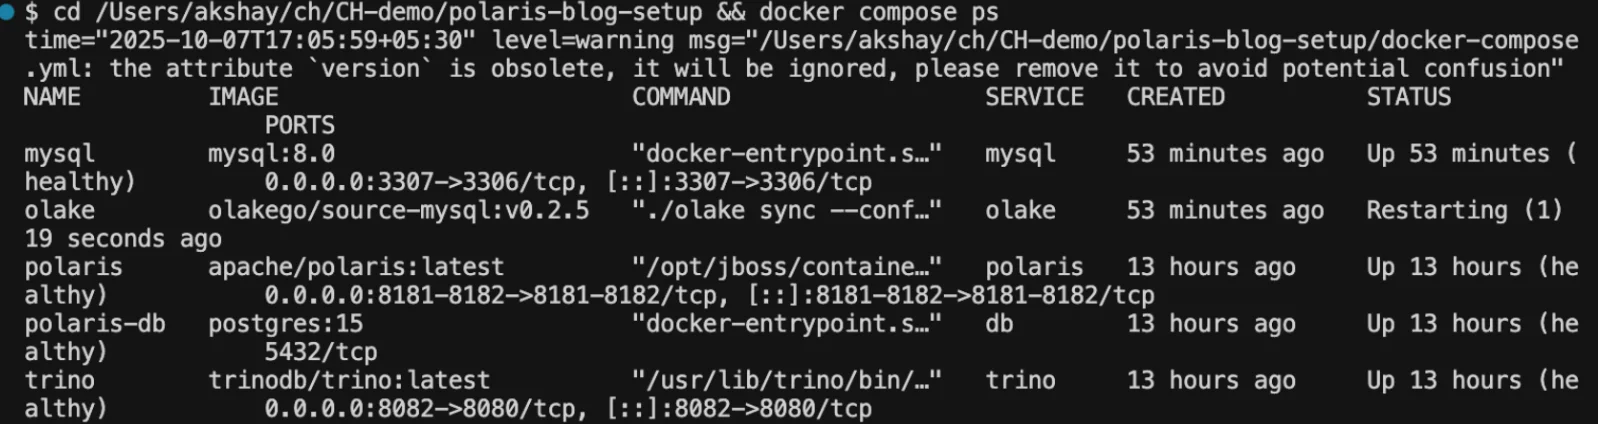 $ cd /Users/akshay/ch/CH-demo/polaris-blog-setup && docker compose ps
time="2025-10-07T17:05:59+05:30" level=warning msg="/Users/akshay/ch/CH-demo/polaris-blog-setup/docker-compose
.yml: the attribute `version` is obsolete, it will be ignored, please remove it to avoid potential confusion"
NAME         IMAGE                         COMMAND                  SERVICE   CREATED          STATUS
                 PORTS
mysql        mysql:8.0                     "docker-entrypoint.s…"   mysql     53 minutes ago   Up 53 minutes (
healthy)         0.0.0.0:3307->3306/tcp, [::]:3307->3306/tcp
olake        olakego/source-mysql:v0.2.5   "./olake sync --conf…"   olake     53 minutes ago   Restarting (1)
19 seconds ago
polaris      apache/polaris:latest         "/opt/jboss/containe…"   polaris   13 hours ago     Up 13 hours (he
althy)           0.0.0.0:8181-8182->8181-8182/tcp, [::]:8181-8182->8181-8182/tcp
polaris-db   postgres:15                   "docker-entrypoint.s…"   db        13 hours ago     Up 13 hours (he
althy)           5432/tcp
trino        trinodb/trino:latest          "/usr/lib/trino/bin/…"   trino     13 hours ago     Up 13 hours (he
althy)           0.0.0.0:8082->8080/tcp, [::]:8082->8080/tcp